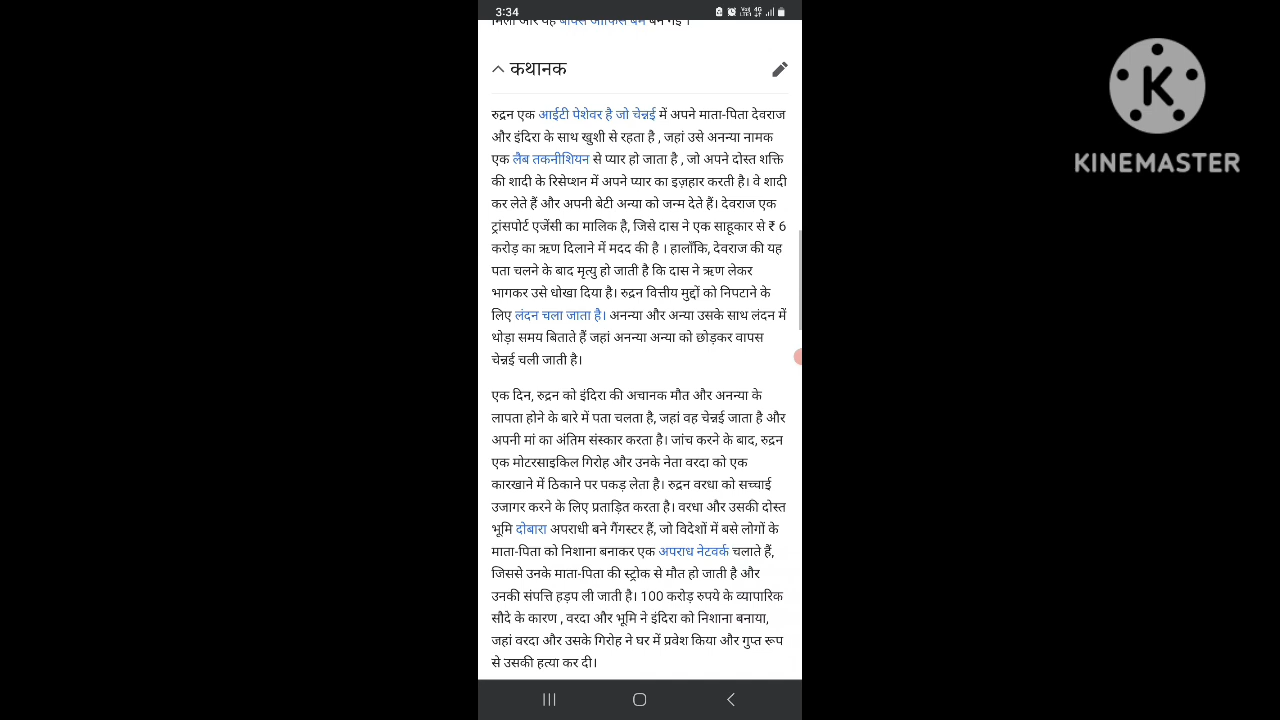 3:34
मिली और यह बॉक्स ऑफिस बम बन गई ।
कथानक
रुद्रन एक आईटी पेशेवर है जो चेन्नई में अपने माता-पिता देवराज
और इंदिरा के साथ खुशी से रहता है , जहां उसे अनन्या नामक
एक लैब तकनीशियन से प्यार हो जाता है , जो अपने दोस्त शक्ति
की शादी के रिसेप्शन में अपने प्यार का इज़हार करती है। वे शादी
कर लेते हैं और अपनी बेटी अन्या को जन्म देते हैं। देवराज एक
ट्रांसपोर्ट एजेंसी का मालिक है, जिसे दास ने एक साहूकार से ₹ 6
करोड़ का ऋण दिलाने में मदद की है । हालाँकि, देवराज की यह
पता चलने के बाद मृत्यु हो जाती है कि दास ने ऋण लेकर
भागकर उसे धोखा दिया है। रुद्रन वित्तीय मुद्दों को निपटाने के
लिए लंदन चला जाता है। अनन्या और अन्या उसके साथ लंदन में
थोड़ा समय बिताते हैं जहां अनन्या अन्या को छोड़कर वापस
चेन्नई चली जाती है।
एक दिन, रुद्रन को इंदिरा की अचानक मौत और अनन्या के
लापता होने के बारे में पता चलता है, जहां वह चेन्नई जाता है और
अपनी मां का अंतिम संस्कार करता है। जांच करने के बाद, रुद्रन
एक मोटरसाइकिल गिरोह और उनके नेता वरदा को एक
कारखाने में ठिकाने पर पकड़ लेता है। रुद्रन वरधा को सच्चाई
उजागर करने के लिए प्रताड़ित करता है। वरधा और उसकी दोस्त
भूमि दोबारा अपराधी बने गैंगस्टर हैं, जो विदेशों में बसे लोगों के
माता-पिता को निशाना बनाकर एक अपराध नेटवर्क चलाते हैं,
जिससे उनके माता-पिता की स्ट्रोक से मौत हो जाती है और
उनकी संपत्ति हड़प ली जाती है। 100 करोड़ रुपये के व्यापारिक
सौदे के कारण , वरदा और भूमि ने इंदिरा को निशाना बनाया,
जहां वरदा और उसके गिरोह ने घर में प्रवेश किया और गुप्त रूप
से उसकी हत्या कर दी।
K
KINEMASTER